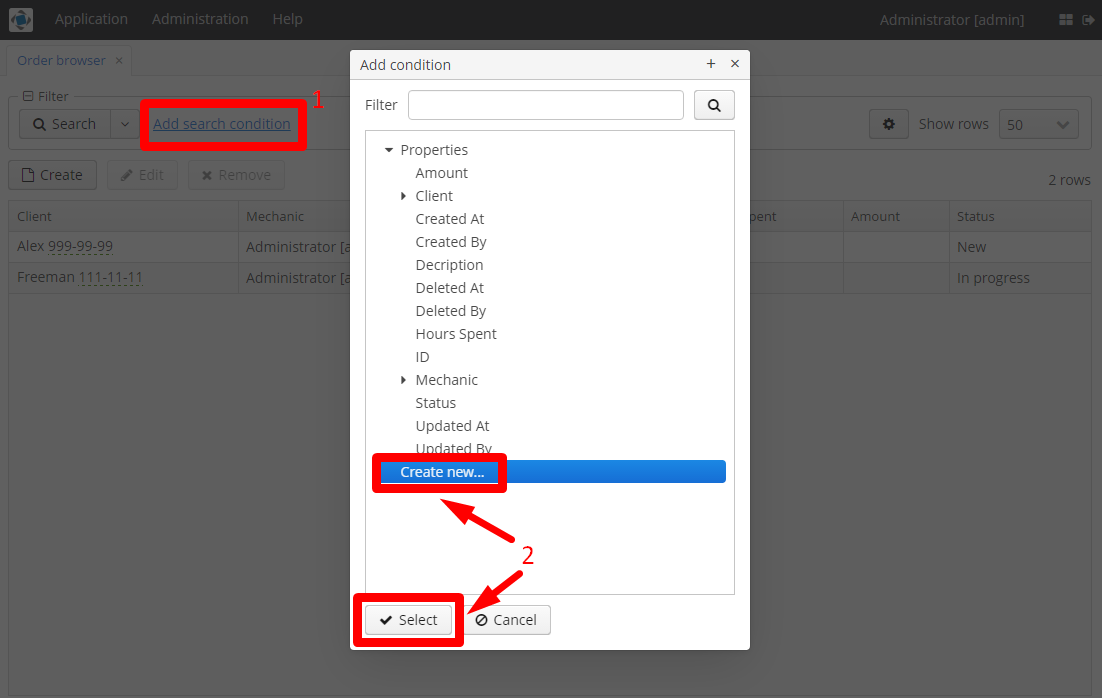 Application Administration Help Administrator [admin]
Order browser ×
Add condition + ×
Filter
Search Add search condition 1
Show rows 50
Filter
Create Edit Remove
2 rows
Client Mechanic pent Amount Status
Alex 999-99-99 Administrator [a New
Freeman 111-11-11 Administrator [a In progress
Properties
Amount
Client
Created At
Created By
Decription
Deleted At
Deleted By
Hours Spent
ID
Mechanic
Status
Updated At
Updated By
Create new...
2
Select Cancel